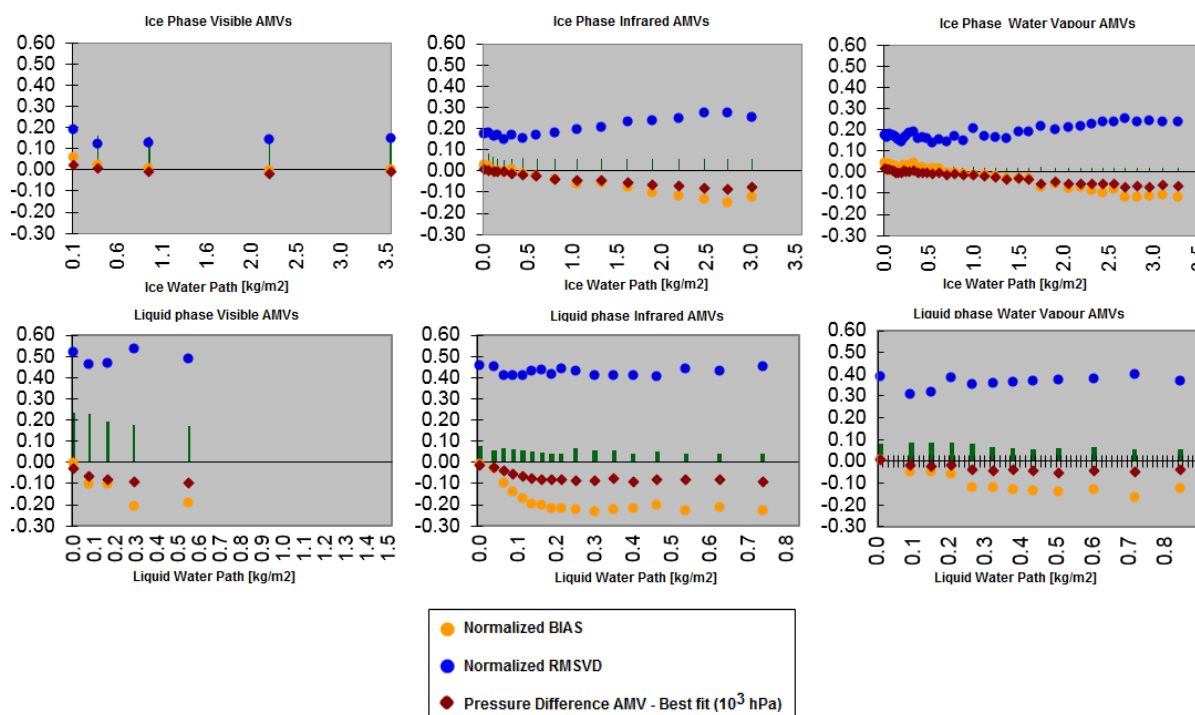 Ice Phase Visible AMVs
0.60
0.50
0.40
0.30
0.20
0.10
0.00
-0.10
-0.20
-0.30
0.1 0.6 1.1 1.6 2.0 2.5 3.0 3.5
Ice Water Path [kg/m2]
Ice Phase Infrared AMVs
0.60
0.50
0.40
0.30
0.20
0.10
0.00
-0.10
-0.20
-0.30
0.0 0.5 1.0 1.5 2.0 2.5 3.0 3.5
Ice Water Path [kg/m2]
Ice Phase Water Vapour AMVs
0.60
0.50
0.40
0.30
0.20
0.10
0.00
-0.10
-0.20
-0.30
0.0 0.5 1.0 1.6 2.1 2.6 3.1
Ice Water Path [kg/m2]
Liquid phase Visible AMVs
0.60
0.50
0.40
0.30
0.20
0.10
0.00
-0.10
-0.20
-0.30
0.0 0.1 0.2 0.3 0.5 0.6 0.7 0.8 0.9 1.0 1.1 1.2 1.3 1.4 1.5
Liquid Water Path [kg/m2]
Liquid phase Infrared AMVs
0.60
0.50
0.40
0.30
0.20
0.10
0.00
-0.10
-0.20
-0.30
0.0 0.1 0.2 0.3 0.4 0.5 0.6 0.7 0.8
Liquid Water Path [kg/m2]
Liquid phase Water Vapour AMVs
0.60
0.50
0.40
0.30
0.20
0.10
0.00
-0.10
-0.20
-0.30
0.0 0.1 0.2 0.3 0.4 0.5 0.6 0.7 0.8
Liquid Water Path [kg/m2]
Normalized BIAS
Normalized RMSVD
Pressure Difference AMV - Best fit (10³ hPa)